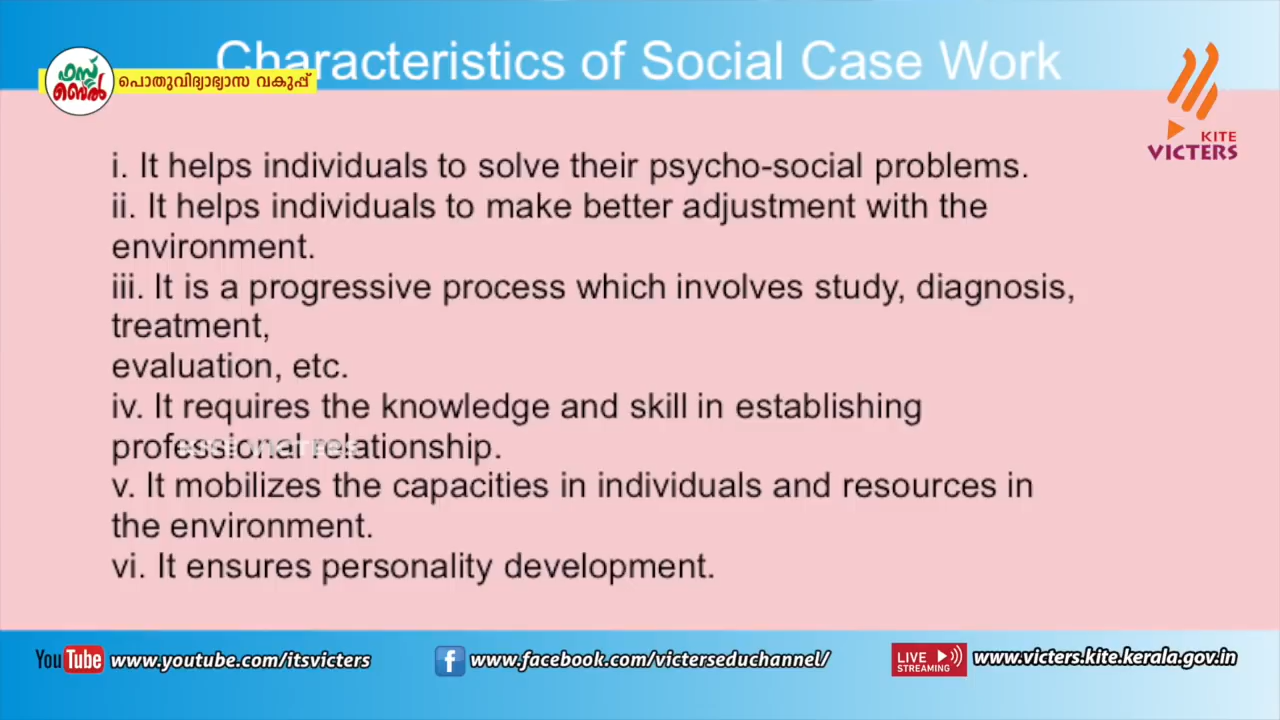 Characteristics of Social Case Work
ഫസ്റ്റ് ബെൽ
പൊതുവിദ്യാഭ്യാസ വകുപ്പ്
KITE
VICTERS
i. It helps individuals to solve their psycho-social problems.
ii. It helps individuals to make better adjustment with the
environment.
iii. It is a progressive process which involves study, diagnosis,
treatment,
evaluation, etc.
iv. It requires the knowledge and skill in establishing
professional relationship.
KITE VICTERS
v. It mobilizes the capacities in individuals and resources in
the environment.
vi. It ensures personality development.
YouTube www.youtube.com/itsvicters
f www.facebook.com/victerseduchannel/
LIVE STREAMING www.victers.kite.kerala.gov.in